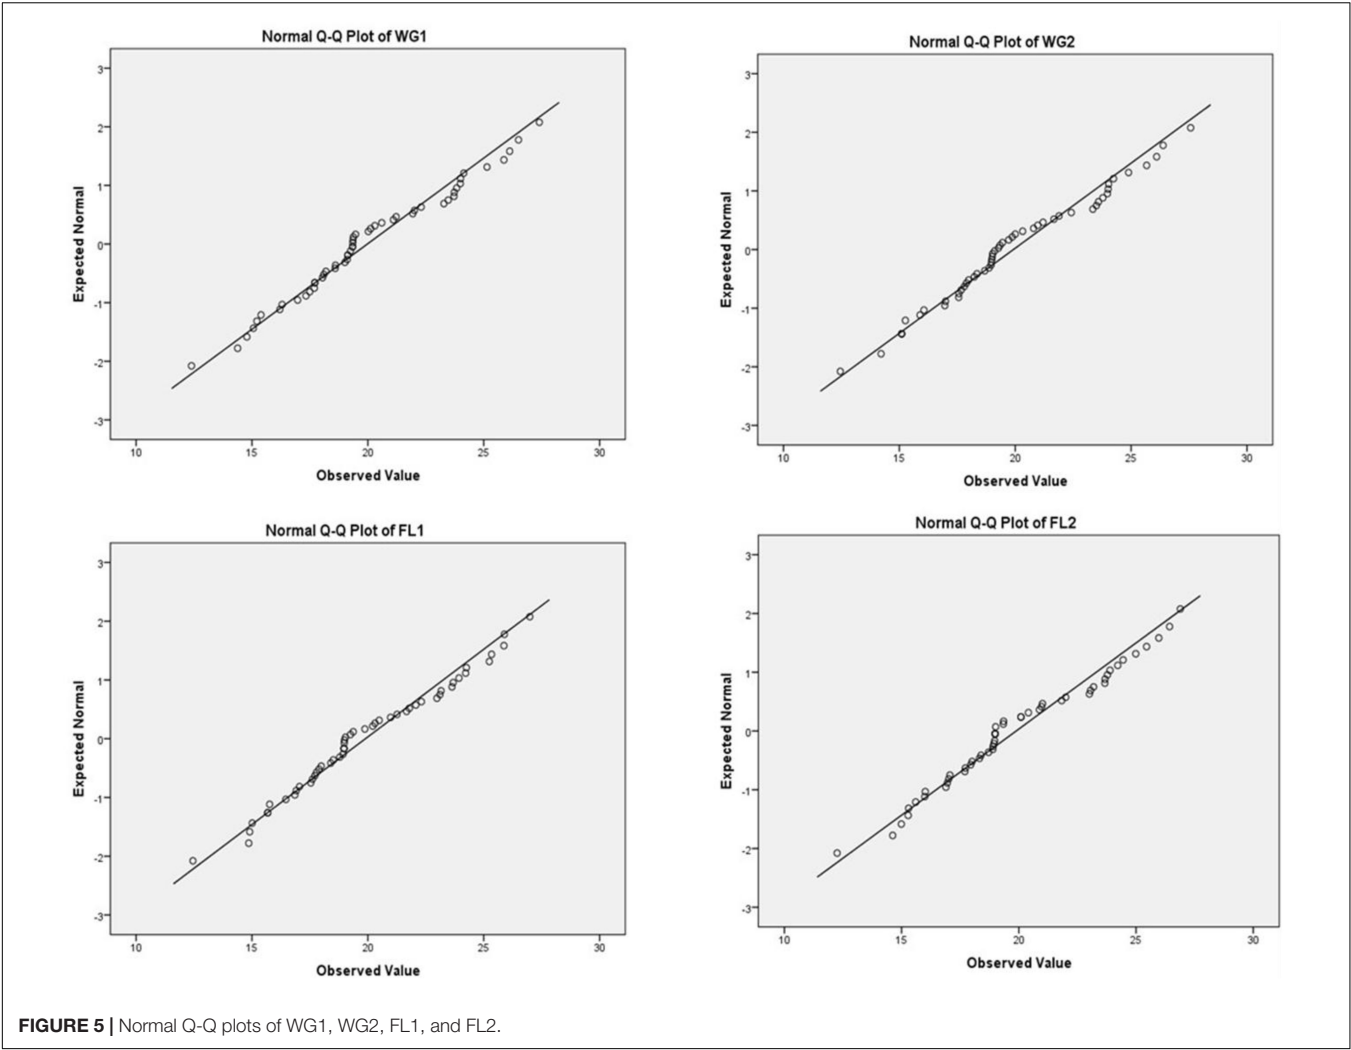 Normal Q-Q Plot of WG1
3
2
1
0
-1
-2
-3
Expected Normal
10 15 20 25 30
Observed Value
Normal Q-Q Plot of WG2
3
2
1
0
-1
-2
-3
Expected Normal
10 15 20 25 30
Observed Value
Normal Q-Q Plot of FL1
3
2
1
0
-1
-2
-3
Expected Normal
10 15 20 25 30
Observed Value
Normal Q-Q Plot of FL2
3
2
1
0
-1
-2
-3
Expected Normal
10 15 20 25 30
Observed Value
FIGURE 5 | Normal Q-Q plots of WG1, WG2, FL1, and FL2.